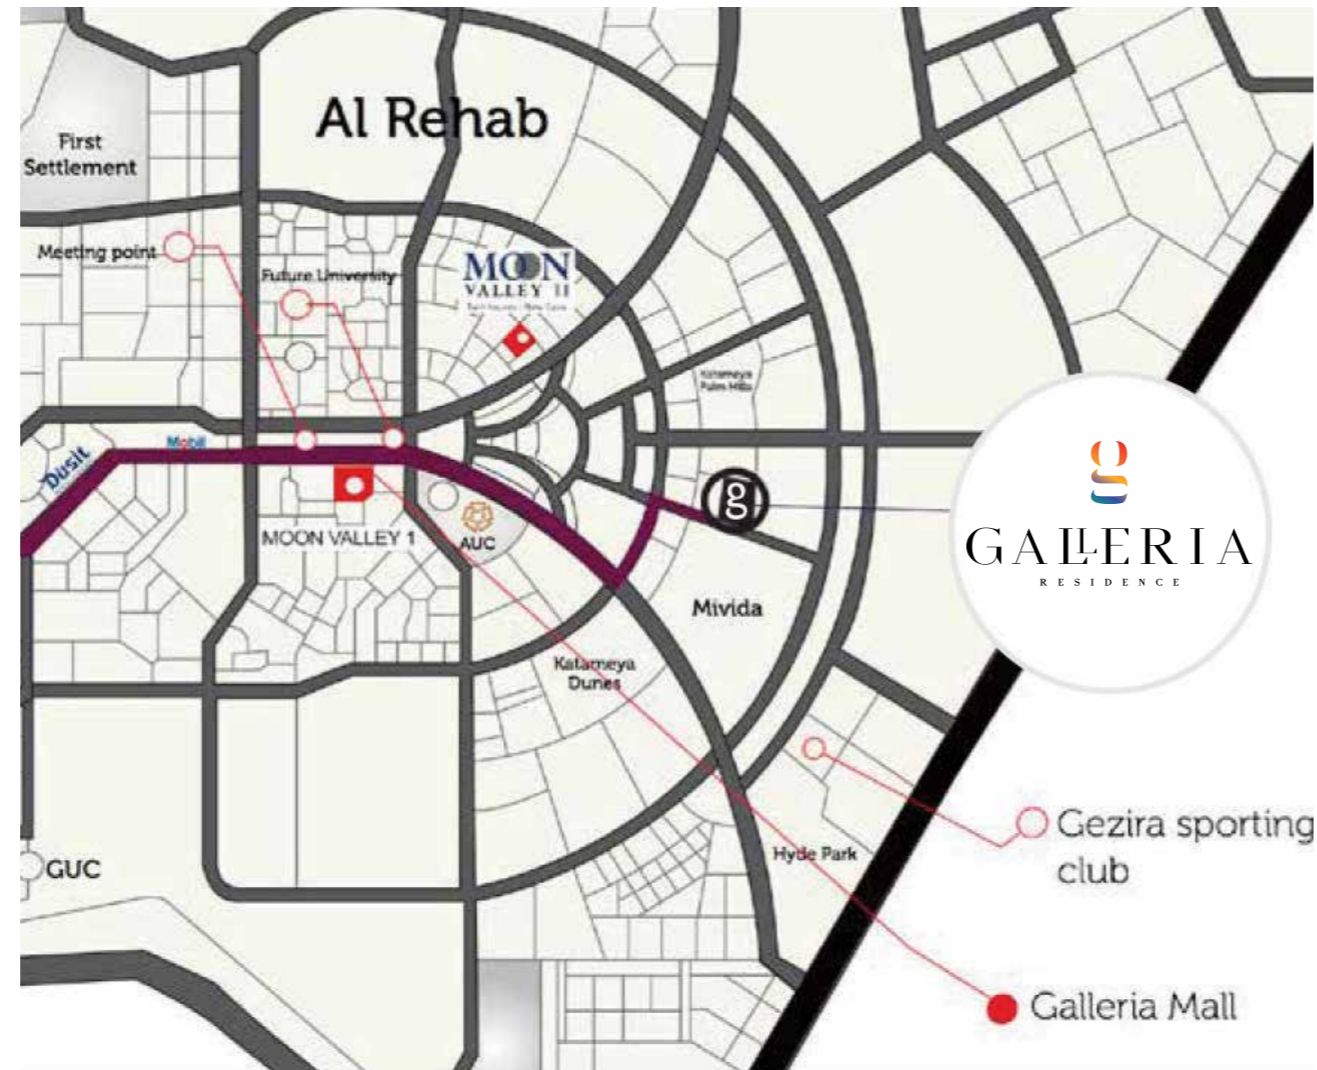 Al Rehab
First
Settlement
Meeting point
Future University
MOON
VALLEY II
Katameya
Palm Hills
Mobil
Dusit
MOON VALLEY 1
AUC
g
g
GALLERIA
RESIDENCE
Mivida
Katameya
Dunes
Gezira sporting
club
Hyde Park
GUC
Galleria Mall